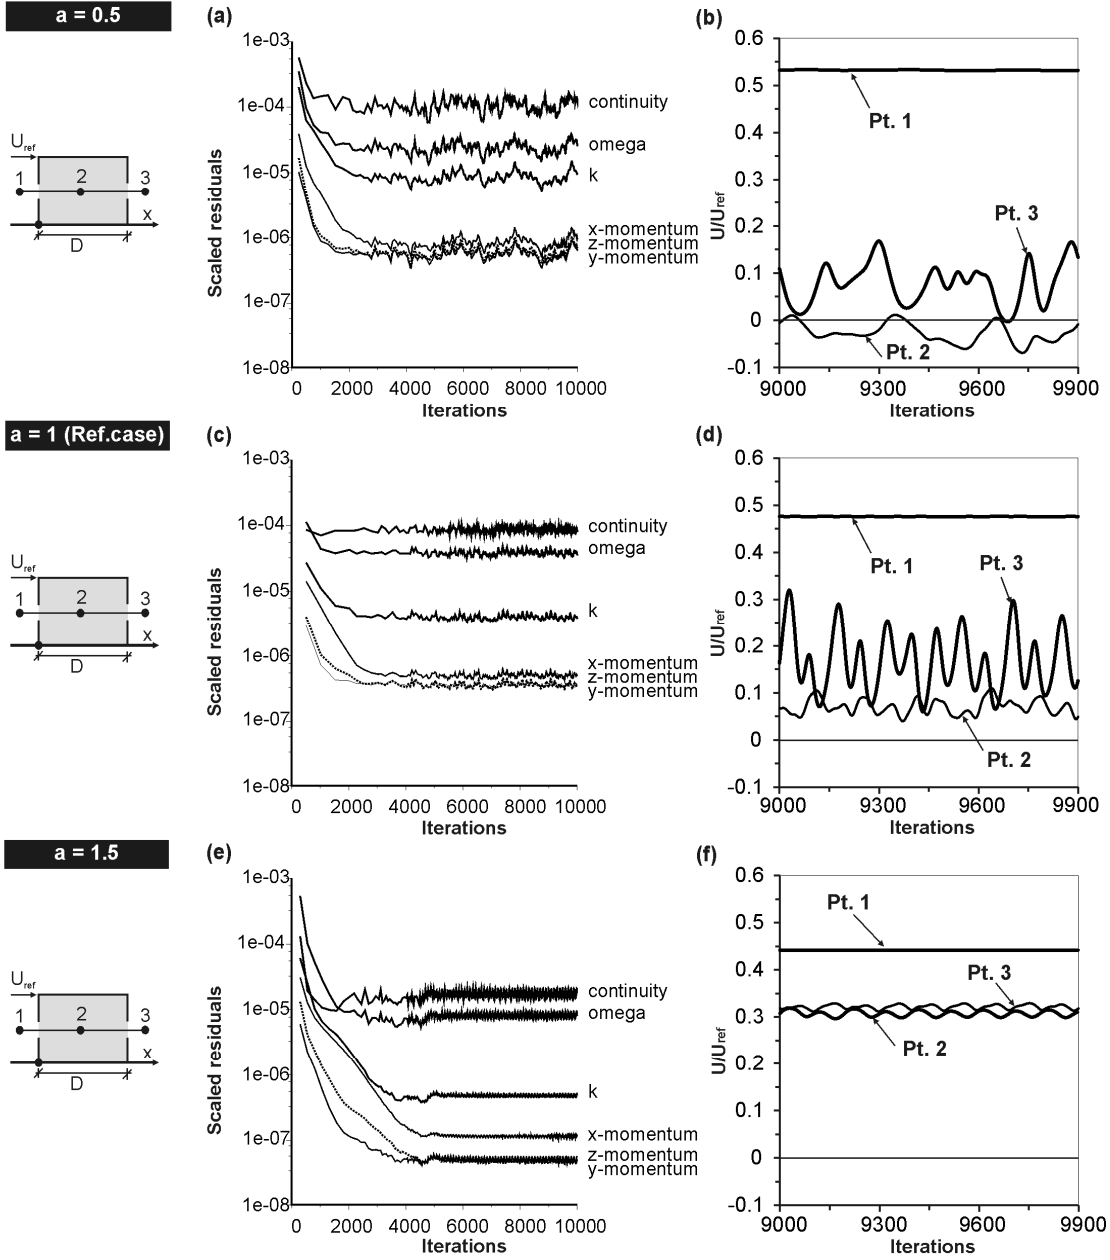 a = 0.5
(a)
(b)
Uref
1
2
3
x
D
Scaled residuals
1e-03
1e-04
1e-05
1e-06
1e-07
1e-08
continuity
omega
k
x-momentum
z-momentum
y-momentum
0 2000 4000 6000 8000 10000
Iterations
U/Uref
0.6
0.5
0.4
0.3
0.2
0.1
0
-0.1
Pt. 1
Pt. 3
Pt. 2
9000 9300 9600 9900
Iterations
a = 1 (Ref.case)
(c)
(d)
Uref
1
2
3
x
D
Scaled residuals
1e-03
1e-04
1e-05
1e-06
1e-07
1e-08
continuity
omega
k
x-momentum
z-momentum
y-momentum
0 2000 4000 6000 8000 10000
Iterations
U/Uref
0.6
0.5
0.4
0.3
0.2
0.1
0
-0.1
Pt. 1
Pt. 3
Pt. 2
9000 9300 9600 9900
Iterations
a = 1.5
(e)
(f)
Uref
1
2
3
x
D
Scaled residuals
1e-03
1e-04
1e-05
1e-06
1e-07
1e-08
continuity
omega
k
x-momentum
z-momentum
y-momentum
0 2000 4000 6000 8000 10000
Iterations
U/Uref
0.6
0.5
0.4
0.3
0.2
0.1
0
-0.1
Pt. 1
Pt. 3
Pt. 2
9000 9300 9600 9900
Iterations